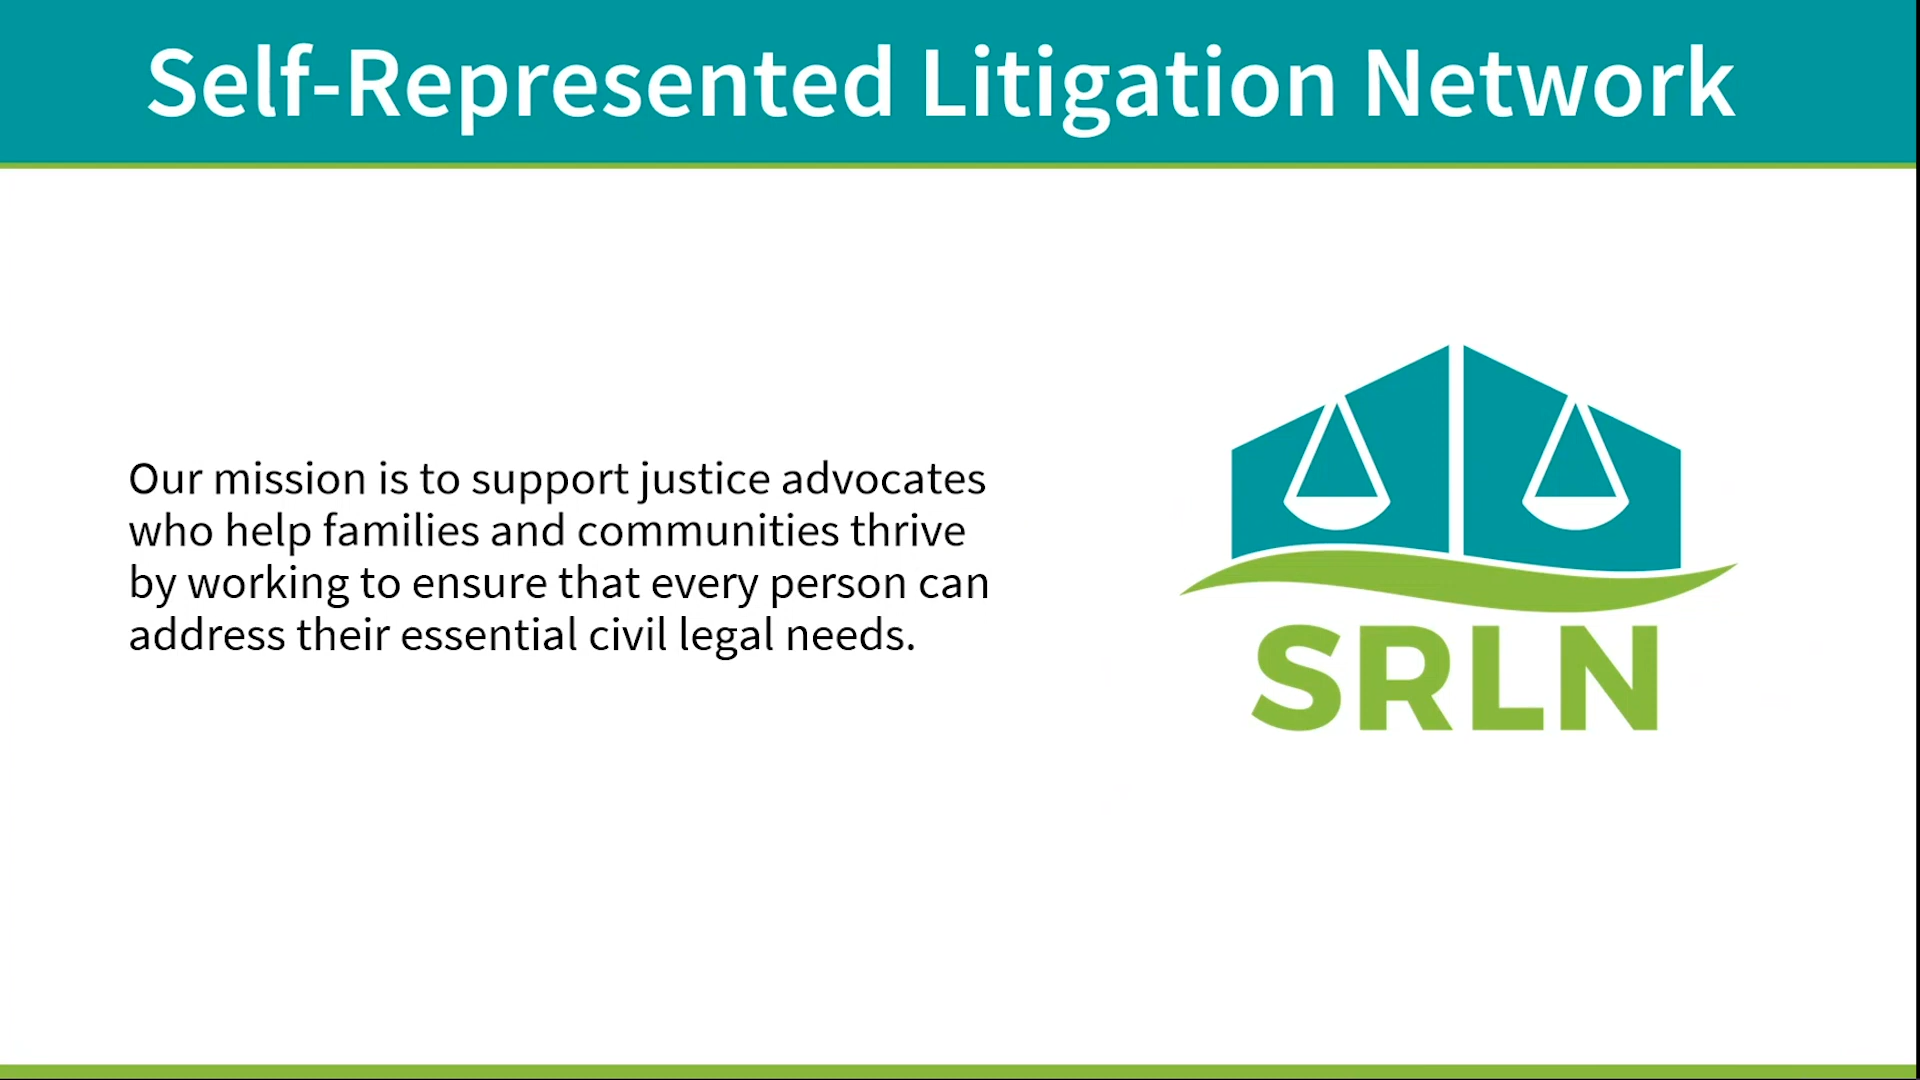 Self-Represented Litigation Network
Our mission is to support justice advocates
who help families and communities thrive
by working to ensure that every person can
address their essential civil legal needs.
SRLN